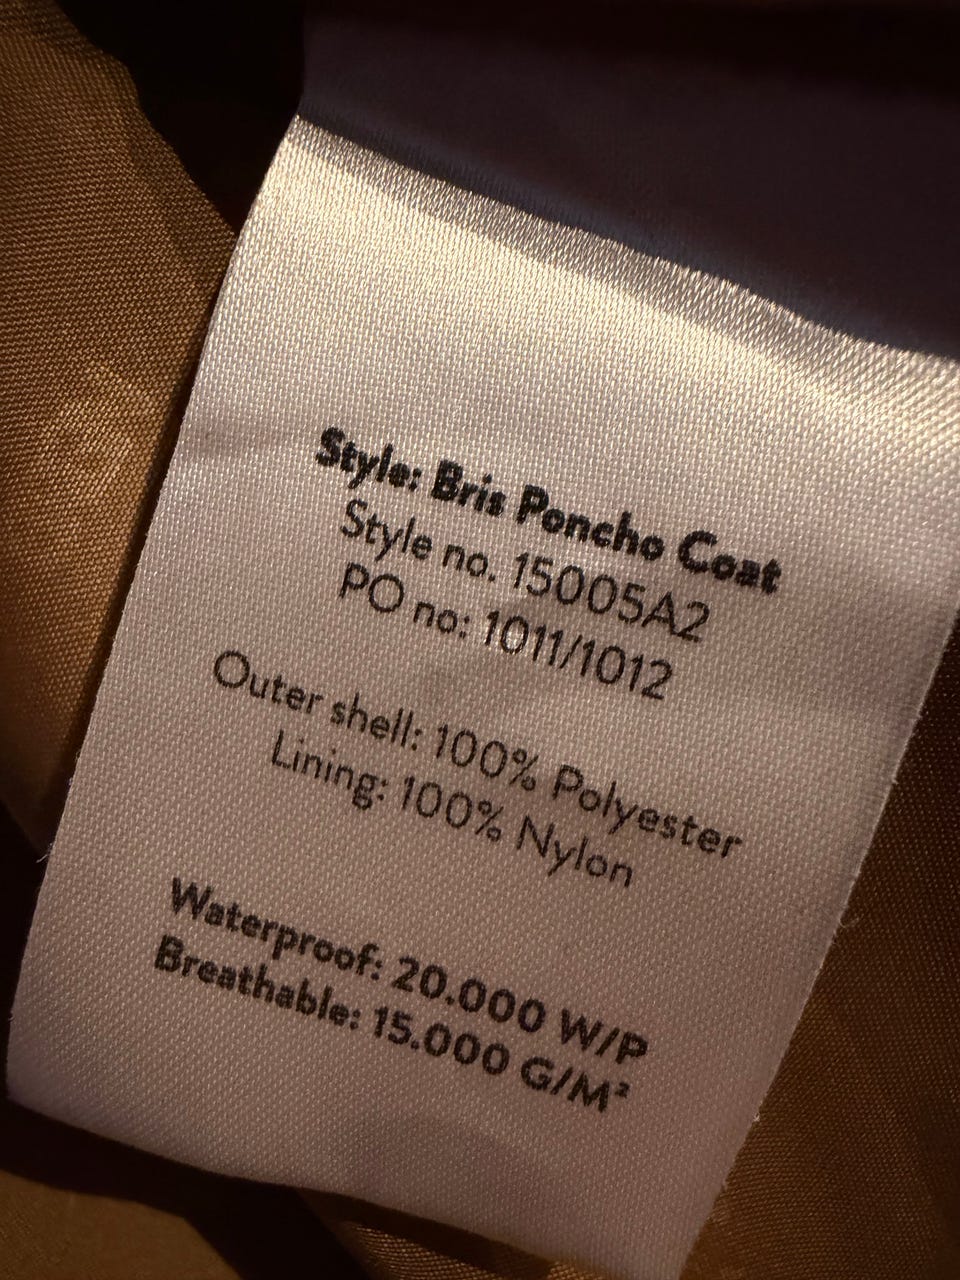 Style: Bris Poncho Coat
Style no. 15005A2
PO no: 1011/1012
Outer shell: 100% Polyester
Lining: 100% Nylon
Waterproof: 20.000 W/P
Breathable: 15.000 G/M²